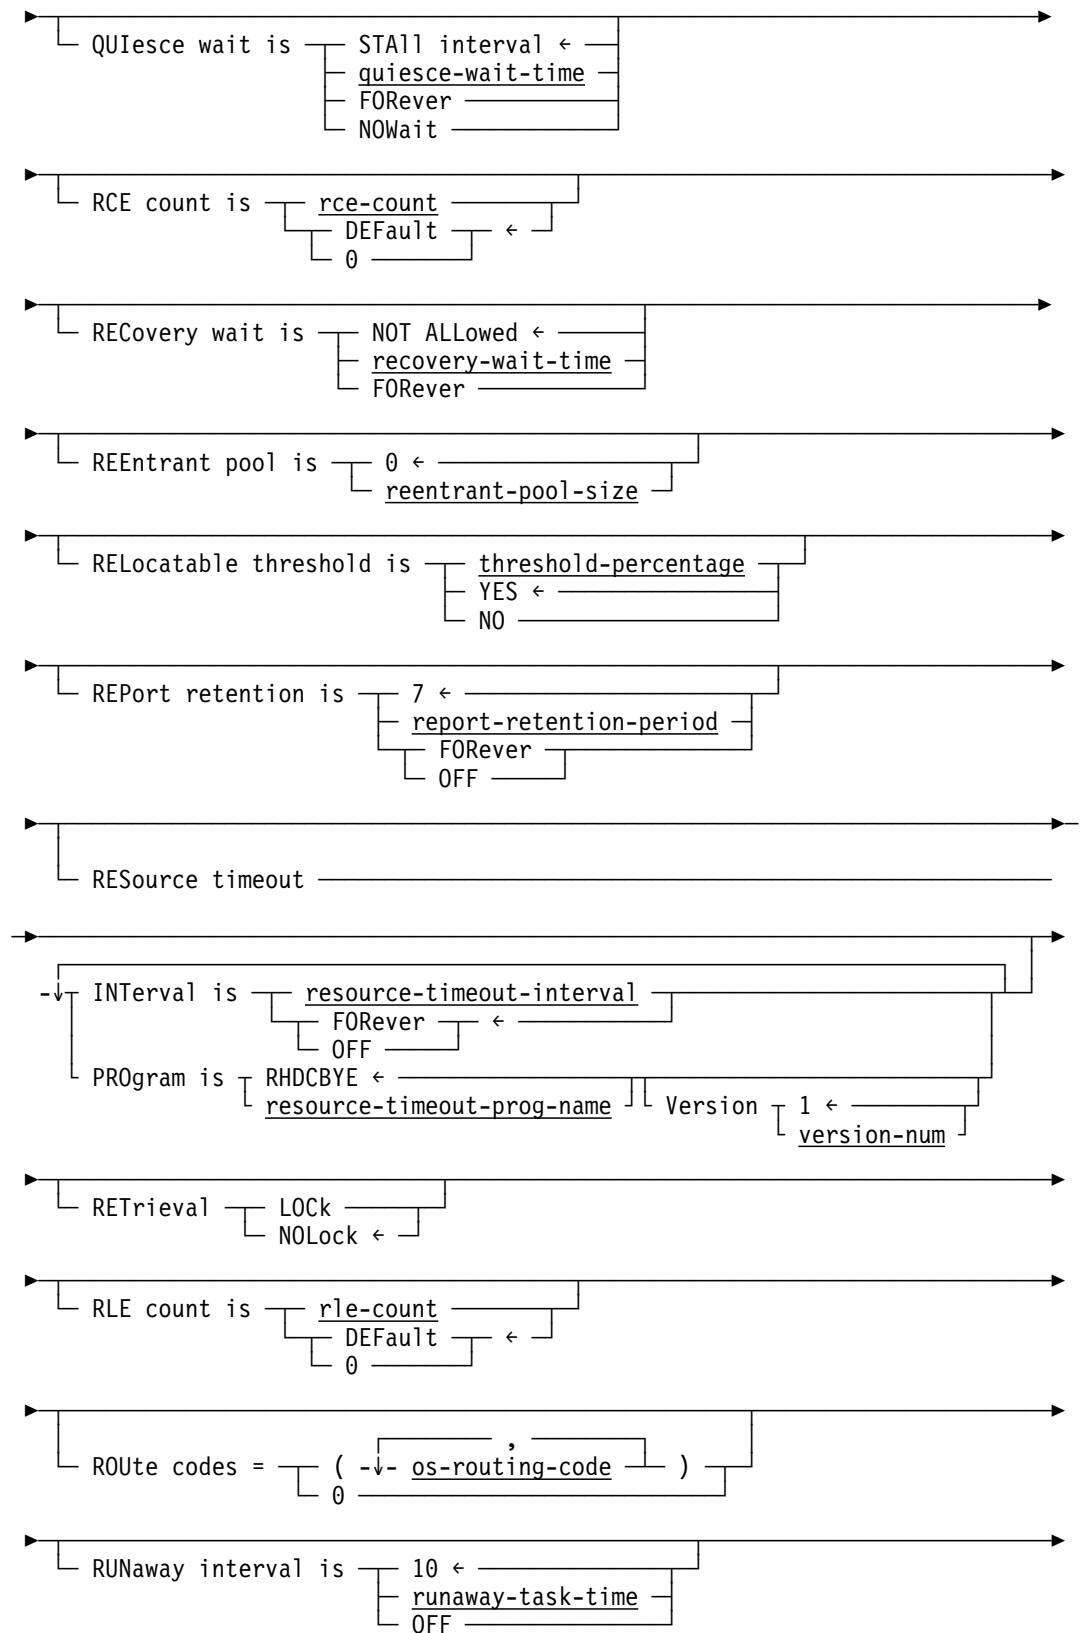 QUIesce wait is STAll interval ←
quiesce-wait-time
FORever
NOWait
RCE count is rce-count
DEFault ←
0
RECovery wait is NOT ALLowed ←
recovery-wait-time
FORever
REEntrant pool is 0 ←
reentrant-pool-size
RELocatable threshold is threshold-percentage
YES ←
NO
REPort retention is 7 ←
report-retention-period
FORever
OFF
RESource timeout
INTerval is resource-timeout-interval
FORever ←
OFF
PROgram is RHDCBYE ←
resource-timeout-prog-name
Version 1 ←
version-num
RETrieval LOCk
NOLock ←
RLE count is rle-count
DEFault ←
0
,
ROUte codes = ( os-routing-code )
0
RUNaway interval is 10 ←
runaway-task-time
OFF